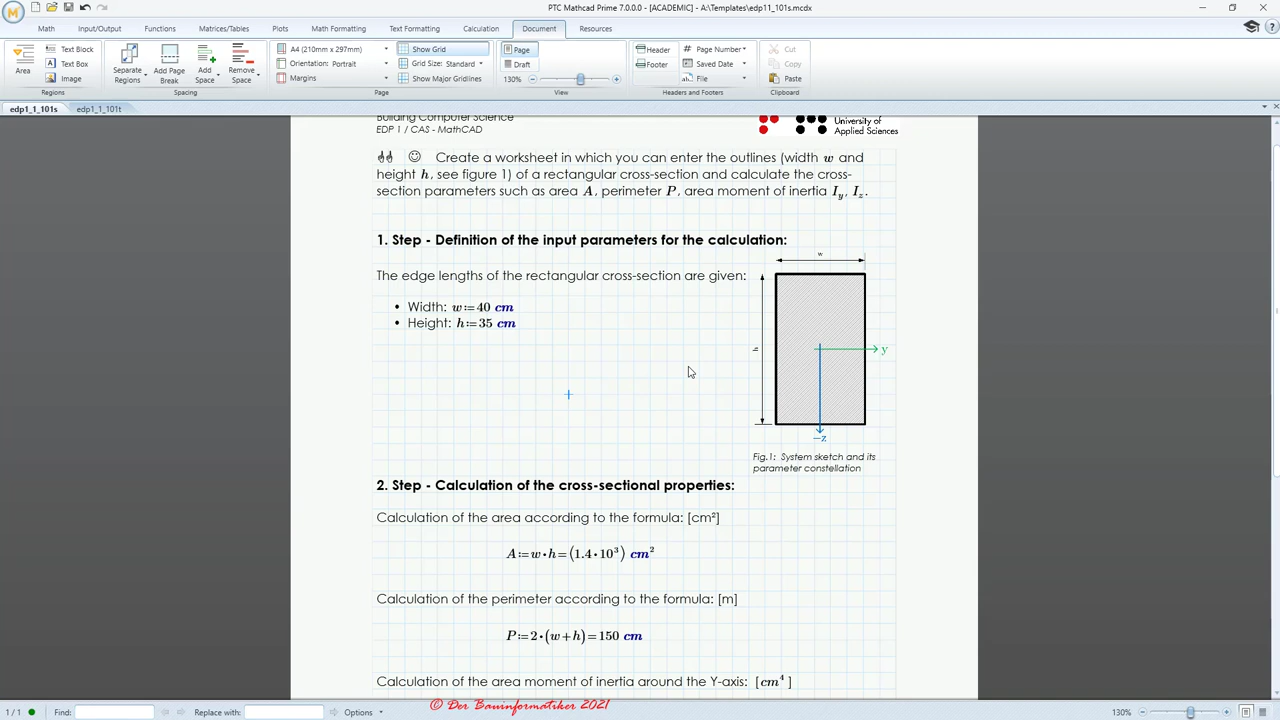 PTC Mathcad Prime 7.0.0.0 - [ACADEMIC] - A:\Templates\edp11_101s.mcdx
Math Input/Output Functions Matrices/Tables Plots Math Formatting Text Formatting Calculation Document Resources
Area
Text Block
Text Box
Image
Regions
Separate Regions
Add Page Break
Add Space
Remove Space
Spacing
A4 (210mm x 297mm)
Orientation: Portrait
Margins
Show Grid
Grid Size: Standard
Show Major Gridlines
Page
Page
Draft
130%
View
Header
Footer
Page Number
Saved Date
File
Headers and Footers
Cut
Copy
Paste
Clipboard
edp1_1_101s edp1_1_101t
Building Computer Science
EDP 1 / CAS - MathCAD
University of
Applied Sciences
Create a worksheet in which you can enter the outlines (width w and
height h, see figure 1) of a rectangular cross-section and calculate the cross-
section parameters such as area A, perimeter P, area moment of inertia Iy, Iz.
1. Step - Definition of the input parameters for the calculation:
The edge lengths of the rectangular cross-section are given:
• Width: w:=40 cm
• Height: h:=35 cm
w
h
y
-z
Fig.1: System sketch and its
parameter constellation
2. Step - Calculation of the cross-sectional properties:
Calculation of the area according to the formula: [cm²]
A:=w·h=(1.4·10³) cm²
Calculation of the perimeter according to the formula: [m]
P:=2·(w+h)=150 cm
Calculation of the area moment of inertia around the Y-axis: [cm⁴]
© Der Bauinformatiker 2021
1 / 1 Find: Replace with: Options 130%